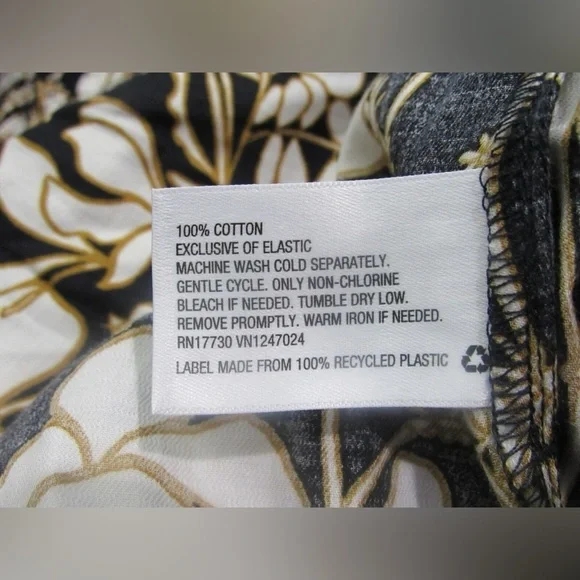 100% COTTON
EXCLUSIVE OF ELASTIC
MACHINE WASH COLD SEPARATELY.
GENTLE CYCLE. ONLY NON-CHLORINE
BLEACH IF NEEDED. TUMBLE DRY LOW.
REMOVE PROMPTLY. WARM IRON IF NEEDED.
RN17730 VN1247024
LABEL MADE FROM 100% RECYCLED PLASTIC